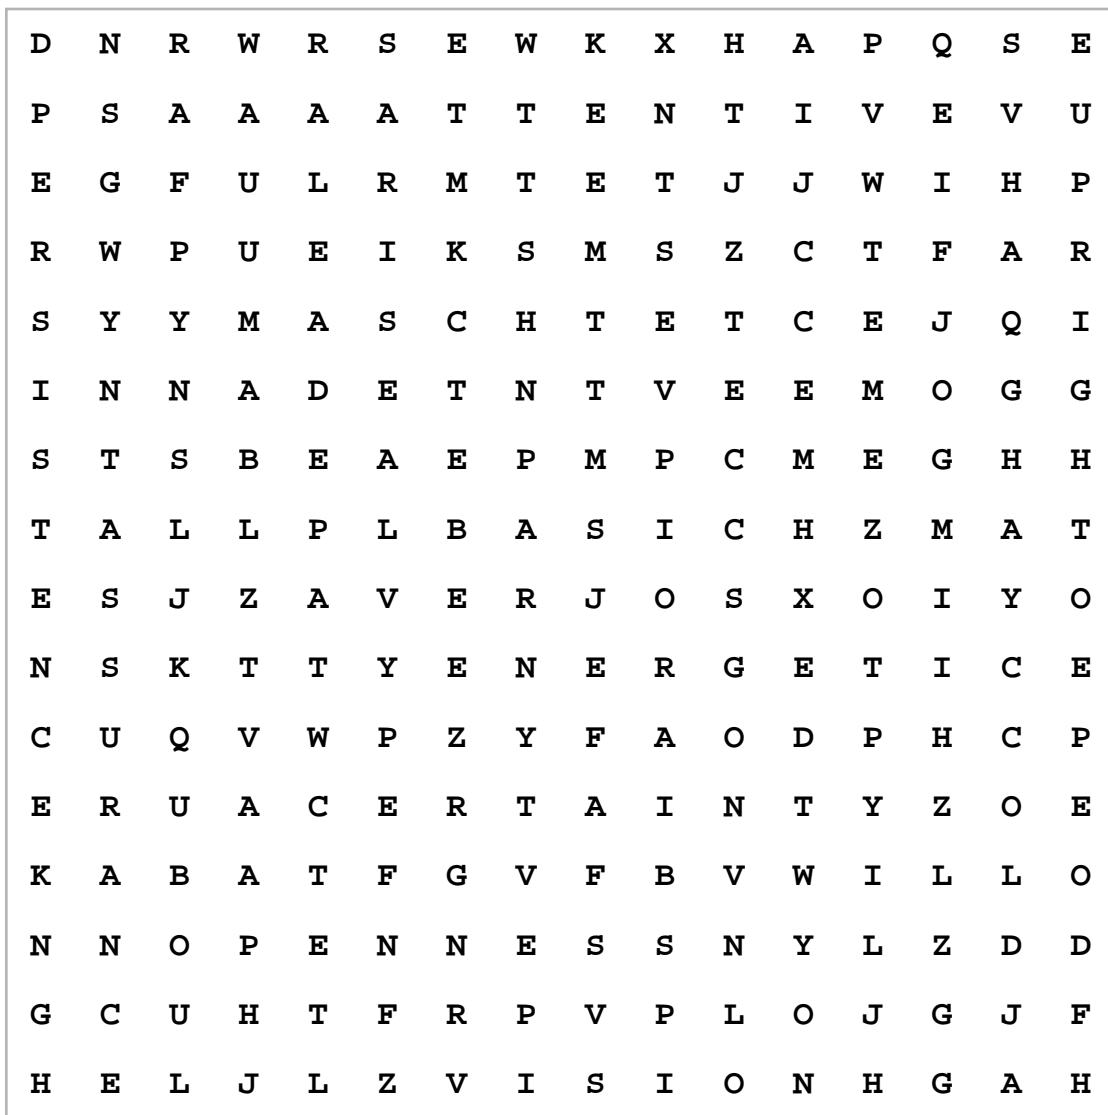 D N R W R S E W K X H A P Q S E
P S A A A A T T E N T I V E V U
E G F U L R M T E T J J W I H P
R W P U E I K S M S Z C T F A R
S Y Y M A S C H T E T C E J Q I
I N N A D E T N T V E E M O G G
S T S B E A E P M P C M E G H H
T A L L P L B A S I C H Z M A T
E S J Z A V E R J O S X O I Y O
N S K T T Y E N E R G E T I C E
C U Q V W P Z Y F A O D P H C P
E R U A C E R T A I N T Y Z O E
K A B A T F G V F B V W I L L O
N N O P E N N E S S N Y L Z D D
G C U H T F R P V P L O J G J F
H E L J L Z V I S I O N H G A H